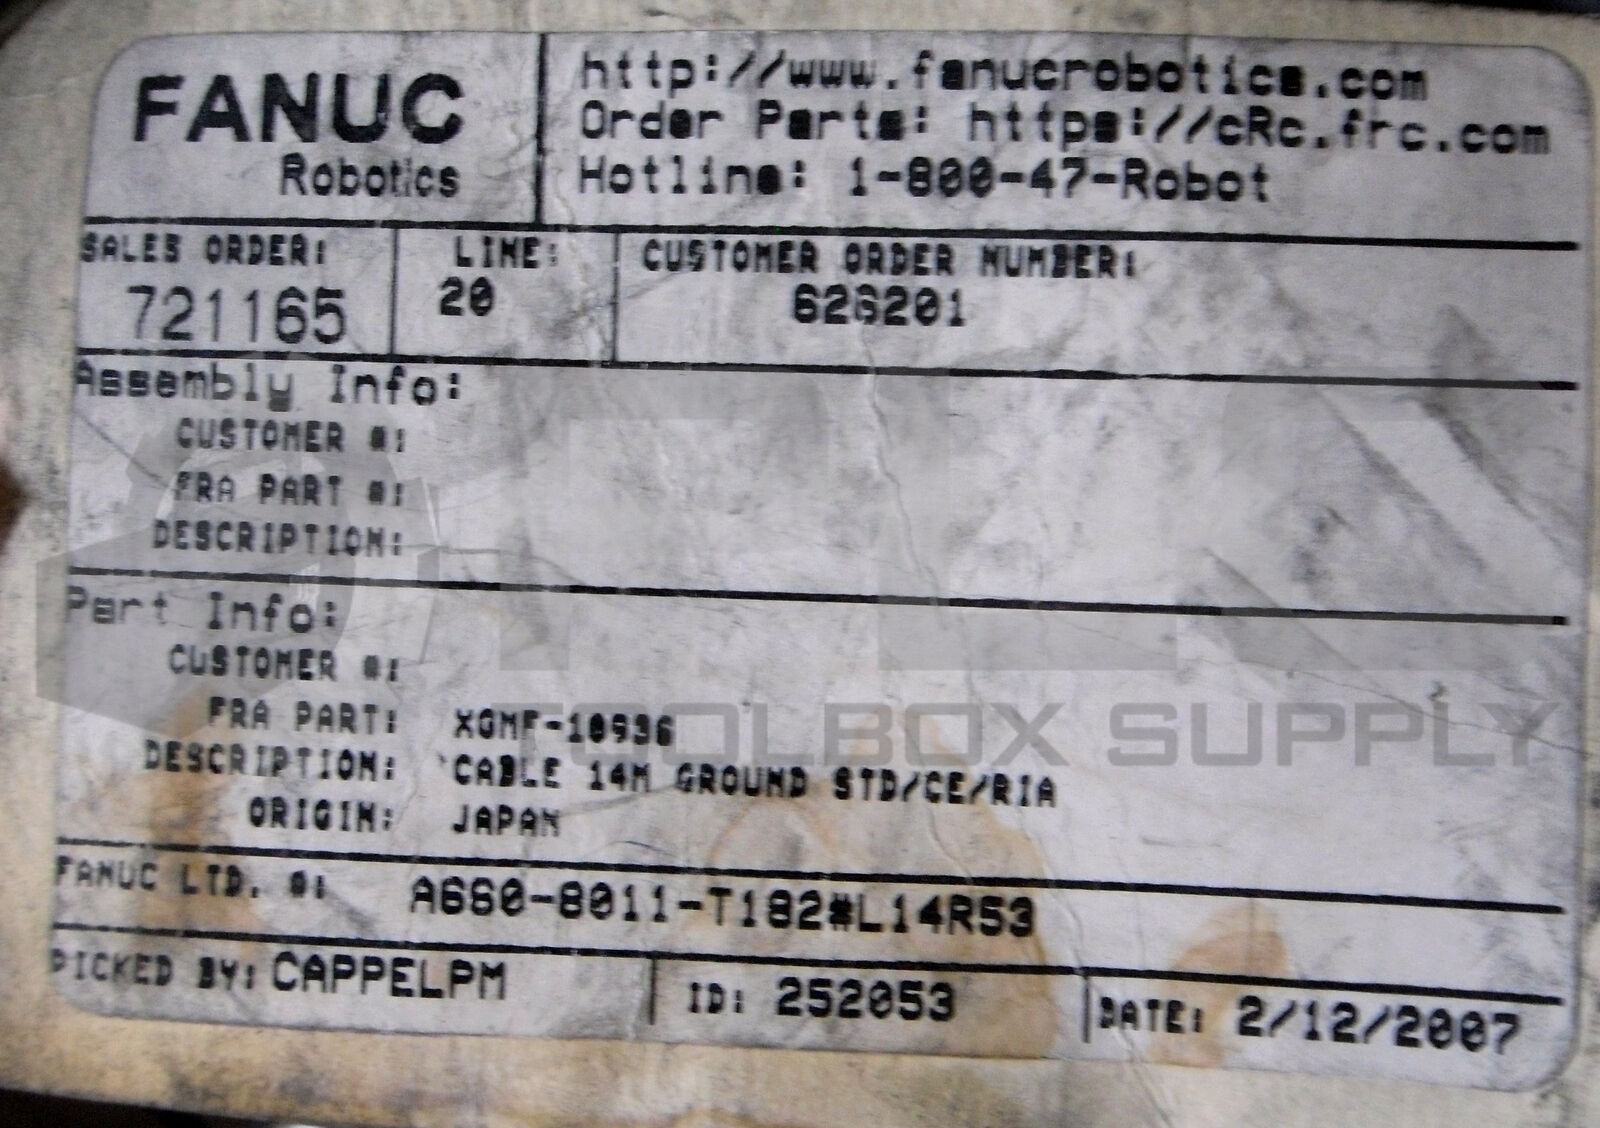 FANUC
Robotics
http://www.fanucrobotics.com
Order Parts: https://cRc.frc.com
Hotline: 1-800-47-Robot
SALES ORDER:
721165
LINE:
20
CUSTOMER ORDER NUMBER:
626201
Assembly Info:
CUSTOMER #:
FRA PART #:
DESCRIPTION:
Part Info:
CUSTOMER #:
FRA PART: XGMF-10936
DESCRIPTION: CABLE 14M GROUND STD/CE/RIA
ORIGIN: JAPAN
FANUC LTD. #: A660-8011-T182#L14R53
PICKED BY: CAPPELPM
ID: 252053
DATE: 2/12/2007
PLC
TOOLBOX SUPPLY